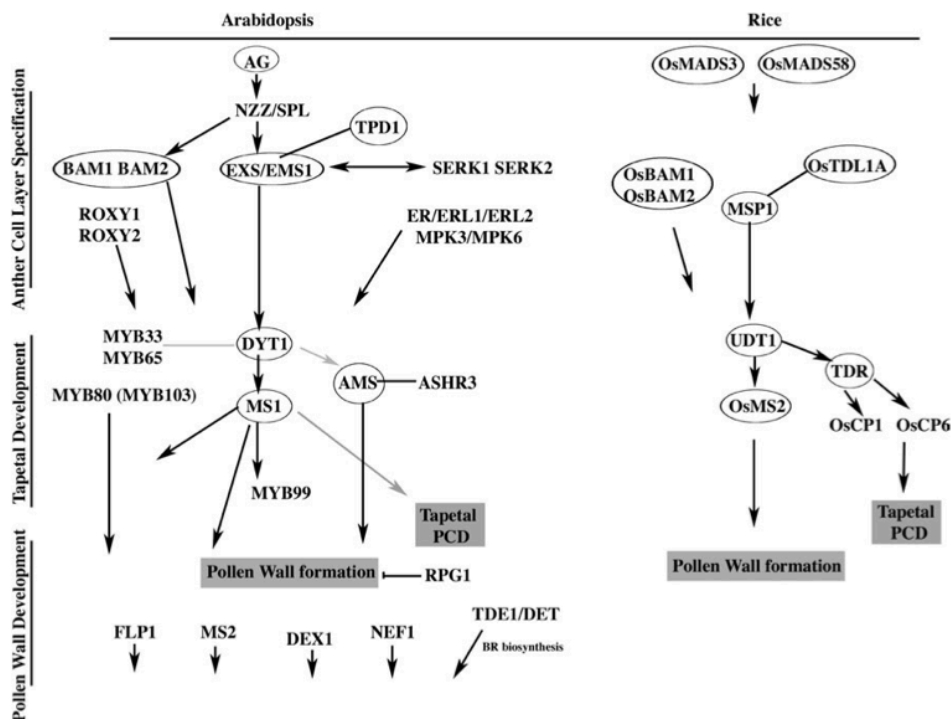 Arabidopsis
Rice
Anther Cell Layer Specification
Tapetal Development
Pollen Wall Development
AG
NZZ/SPL
TPD1
BAM1 BAM2
EXS/EMS1
SERK1 SERK2
ROXY1
ROXY2
ER/ERL1/ERL2
MPK3/MPK6
MYB33
MYB65
DYT1
MYB80 (MYB103)
MS1
AMS
ASHR3
MYB99
Tapetal
PCD
Pollen Wall formation
RPG1
FLP1
MS2
DEX1
NEF1
TDE1/DET
BR biosynthesis
OsMADS3
OsMADS58
OsBAM1
OsBAM2
OsTDL1A
MSP1
UDT1
TDR
OsMS2
OsCP1
OsCP6
Tapetal
PCD
Pollen Wall formation